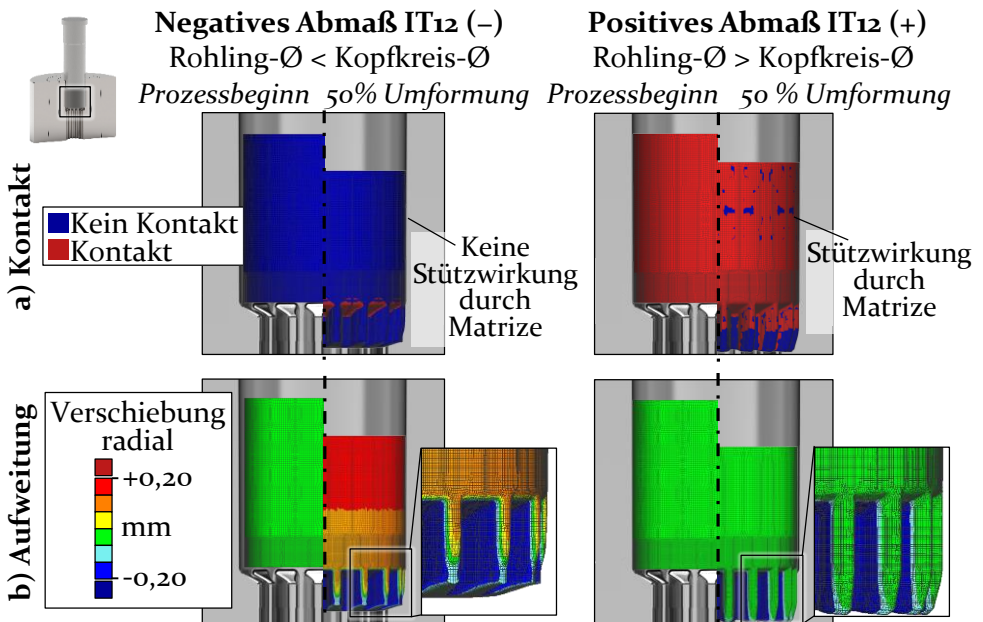 Negatives Abmaß IT12 (–)
Rohling-Ø < Kopfkreis-Ø
Prozessbeginn 50% Umformung
Positives Abmaß IT12 (+)
Rohling-Ø > Kopfkreis-Ø
Prozessbeginn 50 % Umformung
a) Kontakt
Kein Kontakt
Kontakt
Keine
Stützwirkung
durch
Matrize
Stützwirkung
durch
Matrize
b) Aufweitung
Verschiebung
radial
+0,20
mm
-0,20